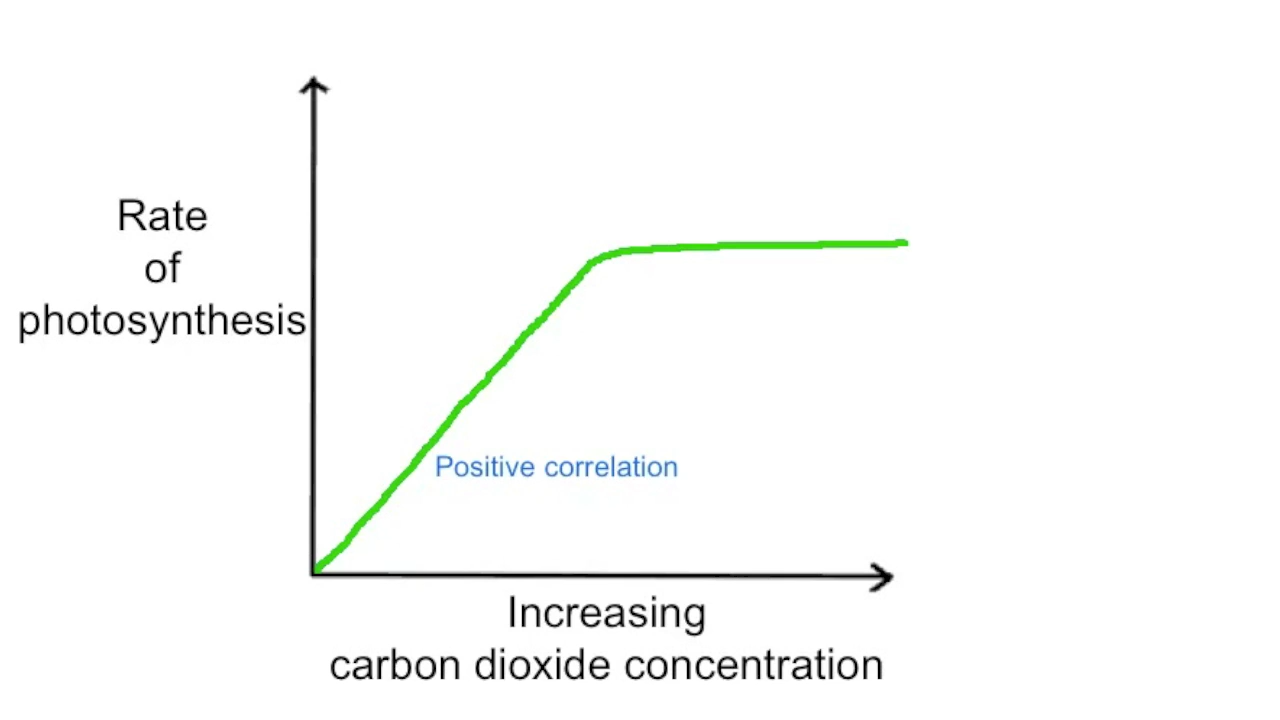 Rate
of
photosynthesis
Positive correlation
Increasing
carbon dioxide concentration